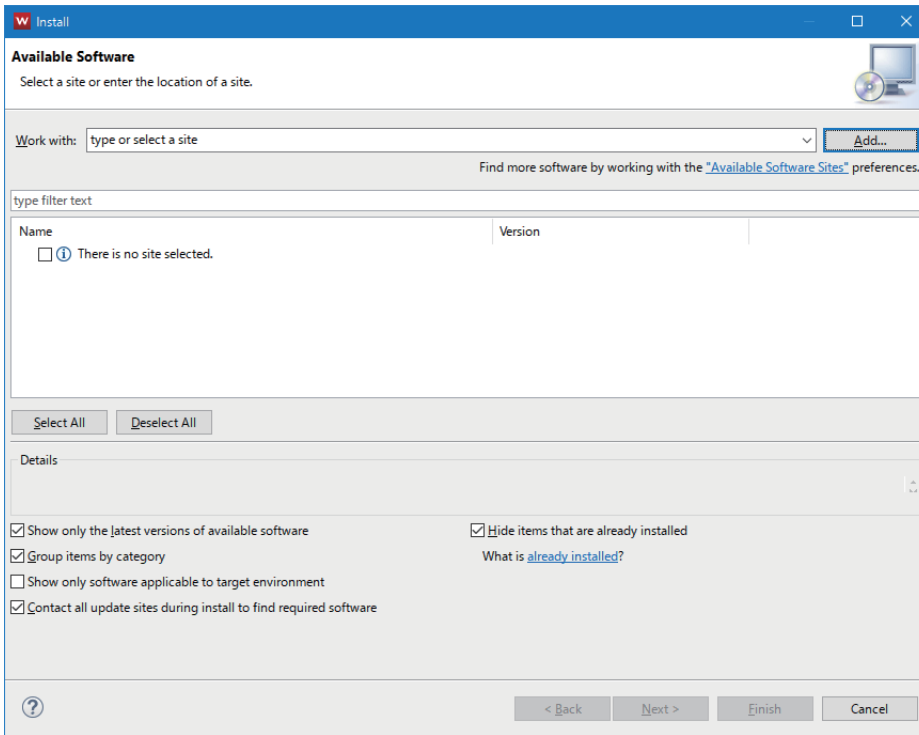 W Install
Available Software
Select a site or enter the location of a site.
Work with: type or select a site Add...
Find more software by working with the "Available Software Sites" preferences.
type filter text
Name Version
There is no site selected.
Select All Deselect All
Details
Show only the latest versions of available software Hide items that are already installed
Group items by category What is already installed?
Show only software applicable to target environment
Contact all update sites during install to find required software
? < Back Next > Finish Cancel